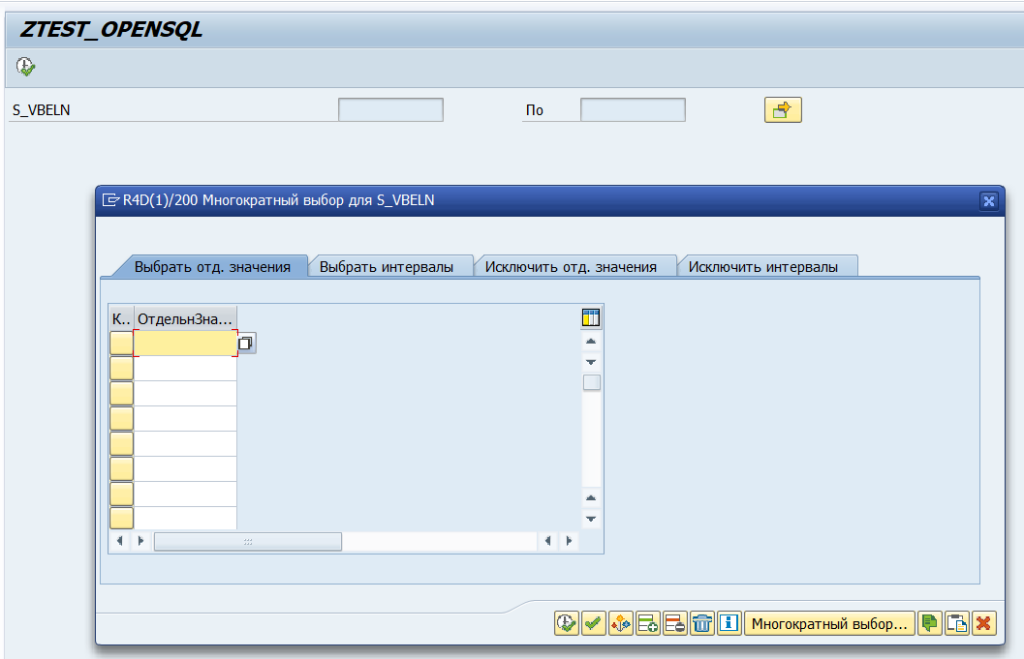 ZTEST_OPENSQL
S_VBELN По
R4D(1)/200 Многократный выбор для S_VBELN
Выбрать отд. значения Выбрать интервалы Исключить отд. значения Исключить интервалы
К.. ОтдельнЗна...
Многократный выбор...